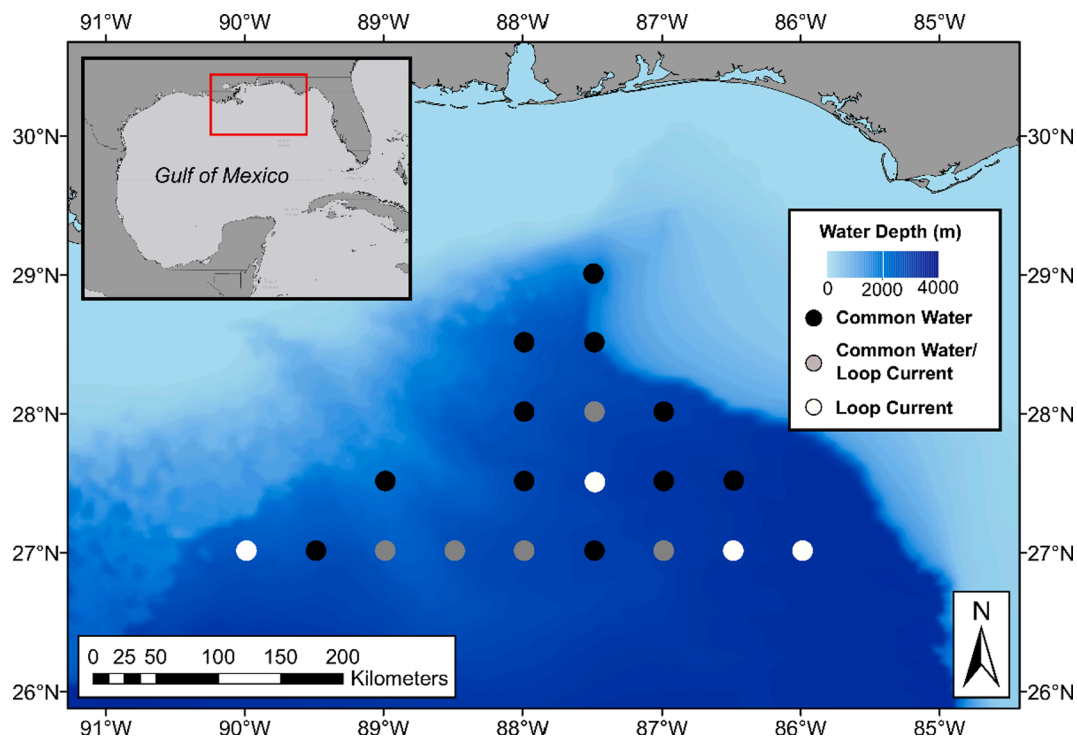 91°W 90°W 89°W 88°W 87°W 86°W 85°W
30°N 30°N
Gulf of Mexico
29°N 29°N
28°N 28°N
27°N 27°N
26°N 26°N
Water Depth (m)
0 2000 4000
Common Water
Common Water/
Loop Current
Loop Current
N
0 25 50 100 150 200
Kilometers
91°W 90°W 89°W 88°W 87°W 86°W 85°W